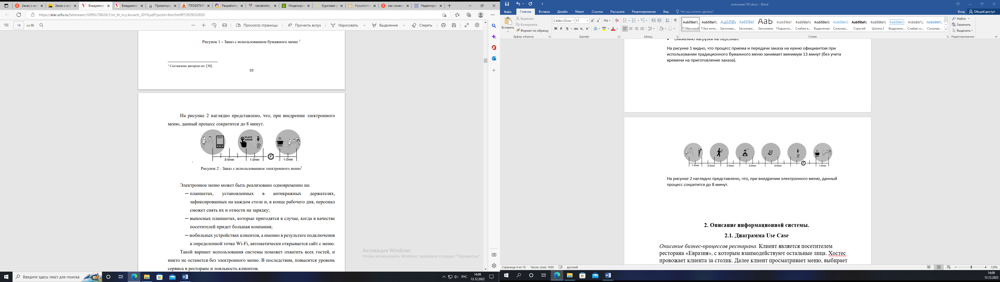 Заказ с исп
Заказ с исп
Внедрение
Внедрение
Проектиро
ПРОЕКТИР
Разработка
razrabotka_
Моделиров
Курсовая р
Разработка
как измени
Редактиров
https://elar.urfu.ru/bitstream/10995/78020/1/m_th_m.y.kovach_2019.pdf?ysclid=lbm3ml9f72929332820
14 из 90
Просмотр страницы
Прочесть вслух
Нарисовать
Выделение
Стереть
Рисунок 1 – Заказ с использованием бумажного меню 1
1 Составлено автором по: [30].
10
На рисунке 2 наглядно представлено, что, при внедрении электронного
меню, данный процесс сократится до 8 минут.
MENU
PLACE
ORDER
3-5min
1-2min
1-2min
Рисунок 2 – Заказ с использованием электронного меню2
Электронное меню может быть реализовано одновременно на:
— планшетах, установленных в антикражных держателях,
зафиксированных на каждом столе и, в конце рабочего дня, персонал
сможет снять их и отнести на зарядку;
— выносных планшетах, которые пригодятся в случае, когда в качестве
посетителей придет большая компания;
— мобильных устройствах клиентов, а именно в результате подключения
к определенной точке Wi-Fi, автоматически открывается сайт с меню.
Такой вариант использования системы поможет охватить всех гостей, и
никто не останется без электронного меню. В последствии, повысится уровень
сервиса в ресторане и лояльность клиентов.
Активация Windows
Чтобы активировать Windows, перейдите в раздел "Параметры".
Введите здесь текст для поиска
РУС
14:09
13.12.2022
описание ПО.docx - Word
Файл
Главная
Вставка
Дизайн
Макет
Ссылки
Рассылки
Рецензирование
Вид
Что вы хотите сделать?
Вход
Общий доступ
Вставить
Вырезать
Копировать
Формат по образцу
Буфер обмена
Calibri (Оснс
11
Ж К Ч abc x₂ x²
Шрифт
Абзац
АаБбВвГг,
АаБбВвГг,
АаБбВı
АаБбВвГ
АаБ
АаБбВвГ
АаБбВвГг
АаБбВвГг
АаБбВвГг
АаБбВвГг,
АаБбВвГг
АаБбВвГг
АаБбВвГг,
АаБбВвГг,
¶ Обычный
¶ Без инте...
Заголово...
Заголово...
Заголовок
Подзагол...
Слабое в...
Выделение
Сильное...
Строгий
Цитата 2
Выделенн...
Слабая сс...
Сильная...
Стили
Найти
Заменить
Выделить
Редактирование
снижению нагрузки на персонал.
На рисунке 1 видно, что процесс приема и передачи заказа на кухню официантом при
использовании традиционного бумажного меню занимает минимум 13 минут (без учета
времени на приготовление заказа).
1-2min
2-3min
2-3min
3-5min
3-5min
1-2min
На рисунке 2 наглядно представлено, что, при внедрении электронного меню, данный
процесс сократится до 8 минут.
2. Описание информационной системы.
2.1. Диаграмма Use Case
Описание бизнес-процессов ресторана. Клиент является посетителем
ресторана «Евразия», с которым взаимодействуют остальные лица. Хостес
провожает клиента за столик. Далее клиент просматривает меню, выбирает
Страница 4 из 10
Число слов: 1650
русский
120%
14:09
13.12.2022